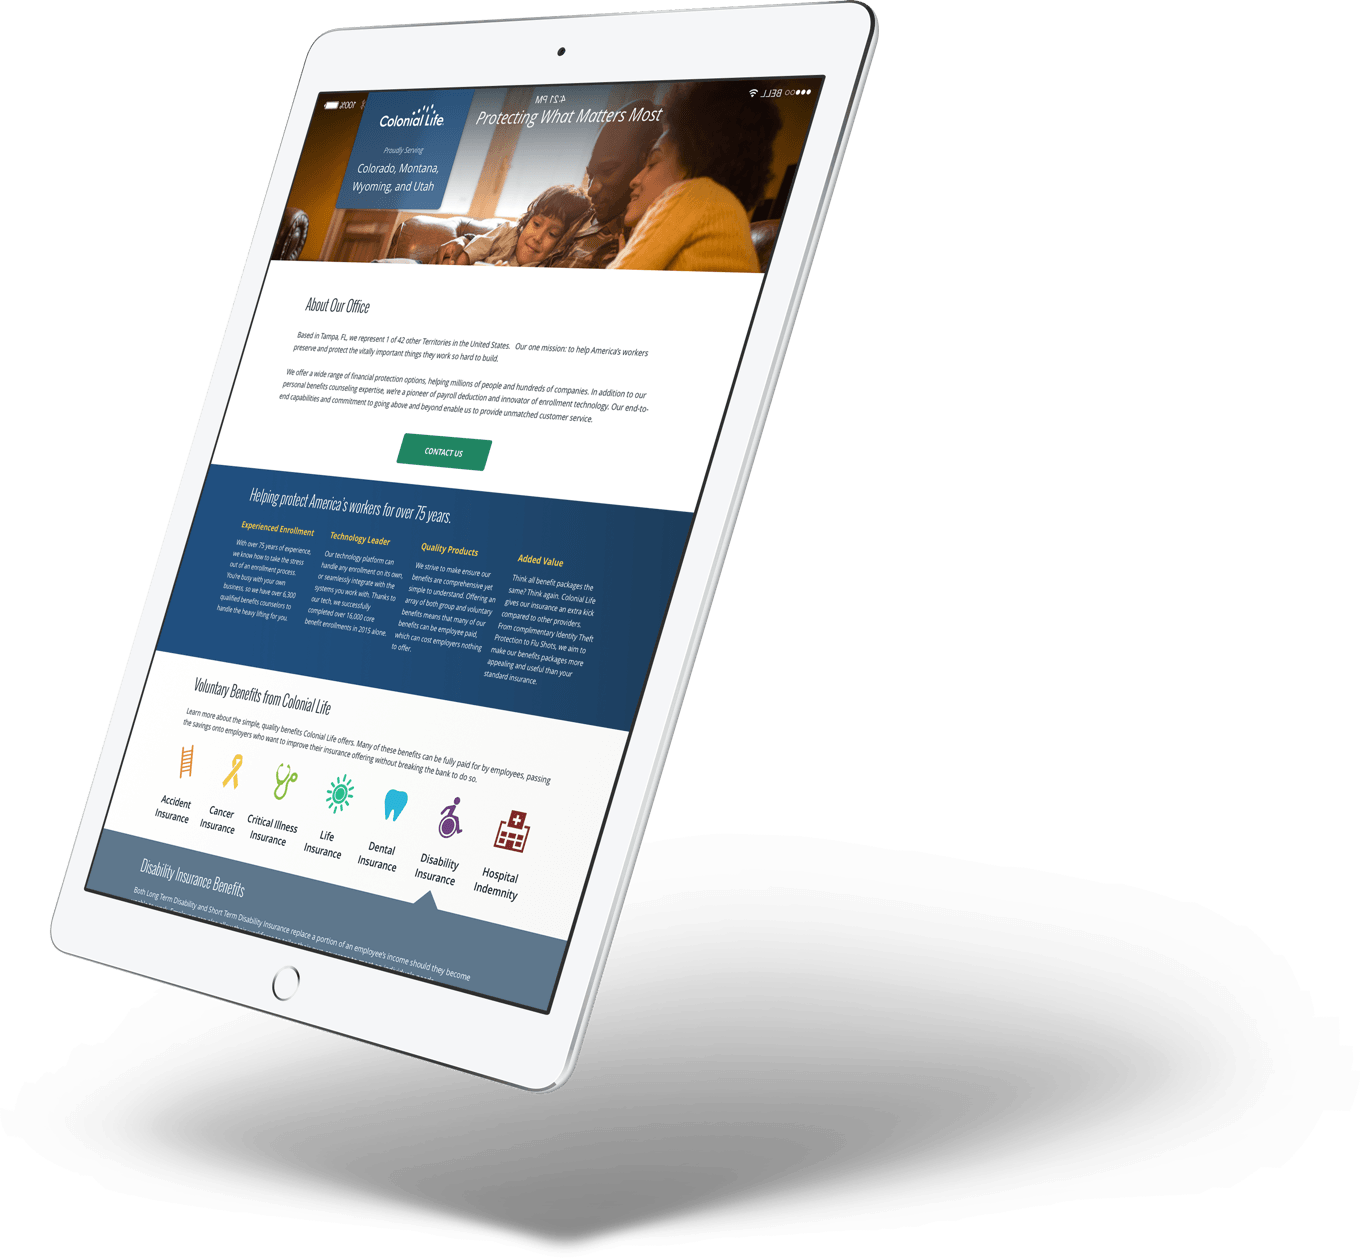 100%
4:21 PM
BELL
Colonial Life
Protecting What Matters Most
Proudly Serving
Colorado, Montana,
Wyoming, and Utah
About Our Office
Based in Tampa, FL, we represent 1 of 42 other Territories in the United States. Our one mission: to help America's workers
preserve and protect the vitally important things they work so hard to build.
We offer a wide range of financial protection options, helping millions of people and hundreds of companies. In addition to our
personal benefits counseling expertise, we're a pioneer of payroll deduction and innovator of enrollment technology. Our end-to-
end capabilities and commitment to going above and beyond enable us to provide unmatched customer service.
CONTACT US
Helping protect America's workers for over 75 years.
Experienced Enrollment
With over 75 years of experience,
we know how to take the stress
out of an enrollment process.
You're busy with your own
business, so we have over 6,300
qualified benefits counselors to
handle the heavy lifting for you.
Technology Leader
Our technology platform can
handle any enrollment on its own,
or seamlessly integrate with the
systems you work with. Thanks to
our tech, we successfully
completed over 16,000 core
benefit enrollments in 2015 alone.
Quality Products
We strive to make ensure our
benefits are comprehensive yet
simple to understand. Offering an
array of both group and voluntary
benefits means that many of our
benefits can be employee paid,
which can cost employers nothing
to offer.
Added Value
Think all benefit packages the
same? Think again. Colonial Life
gives our insurance an extra kick
compared to other providers.
From complimentary Identity Theft
Protection to Flu Shots, we aim to
make our benefits packages more
appealing and useful than your
standard insurance.
Voluntary Benefits from Colonial Life
Learn more about the simple, quality benefits Colonial Life offers. Many of these benefits can be fully paid for by employees, passing
the savings onto employers who want to improve their insurance offering without breaking the bank to do so.
Accident
Insurance
Cancer
Insurance
Critical Illness
Insurance
Life
Insurance
Dental
Insurance
Disability
Insurance
Hospital
Indemnity
Disability Insurance Benefits
Both Long Term Disability and Short Term Disability Insurance replace a portion of an employee's income should they become